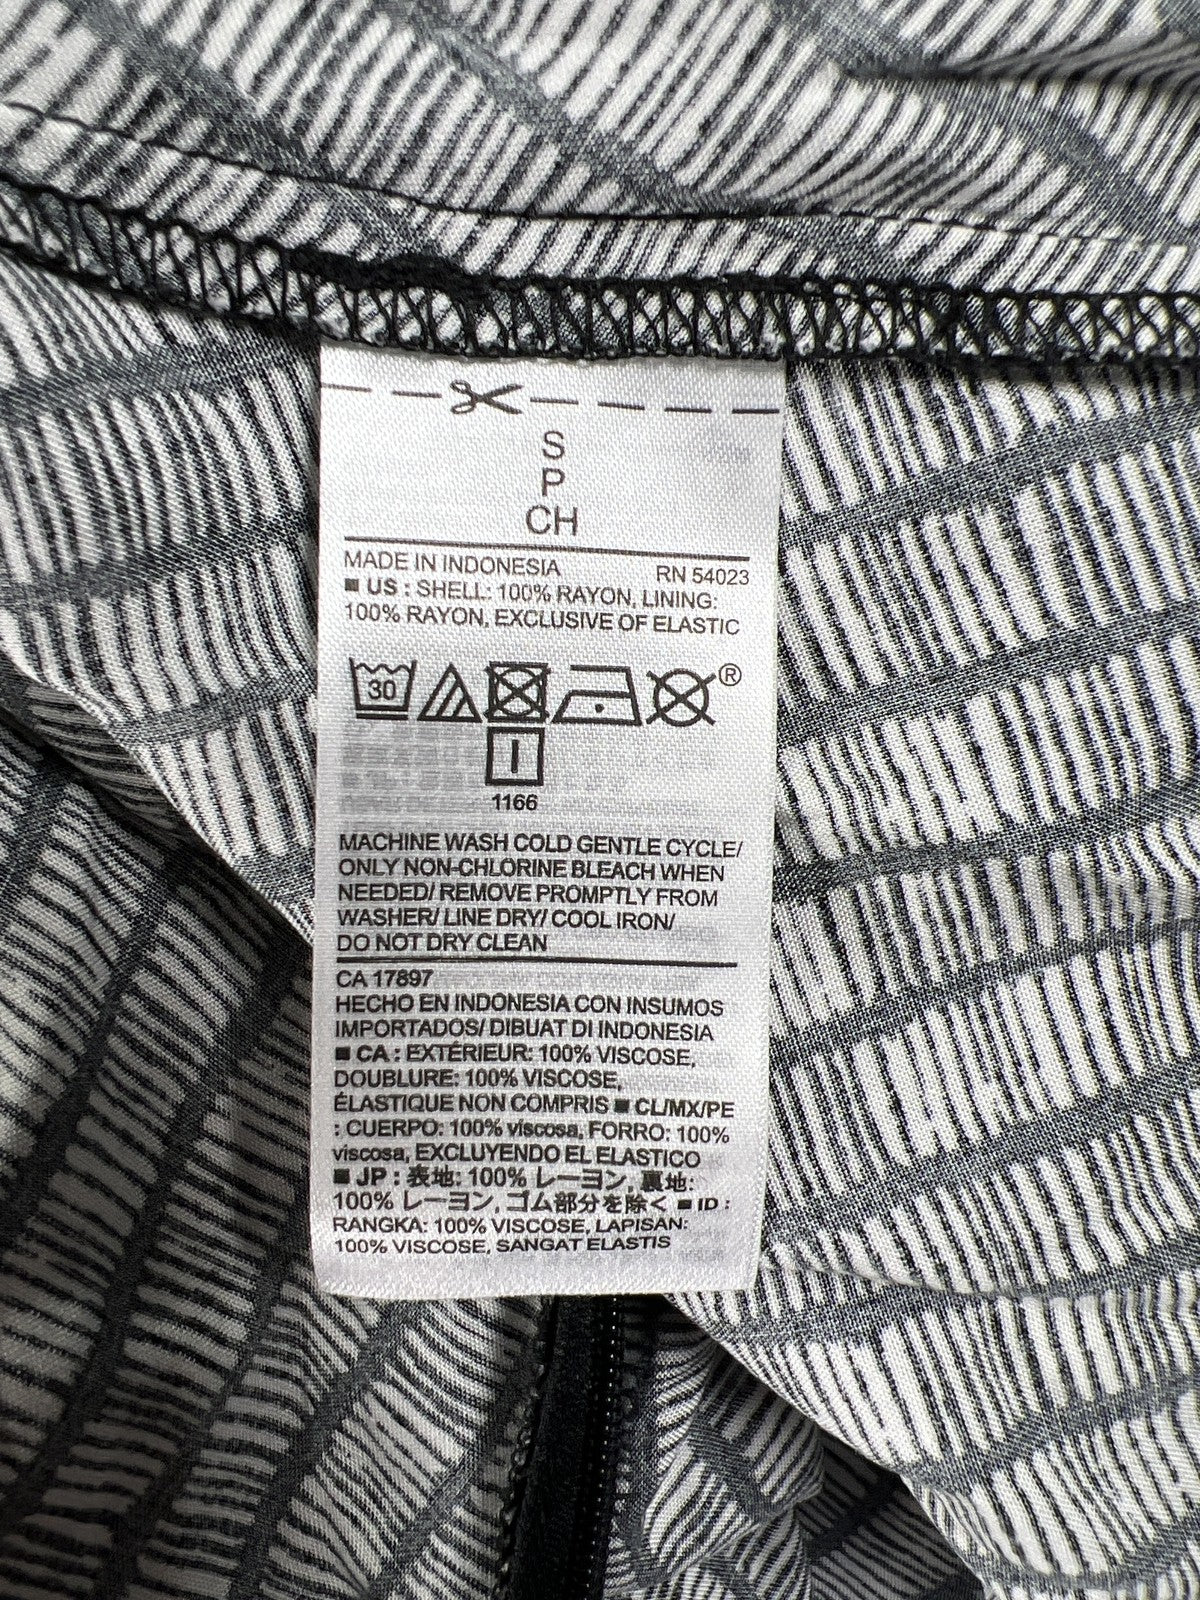 S
P
CH
MADE IN INDONESIA RN 54023
■ US : SHELL: 100% RAYON, LINING:
100% RAYON, EXCLUSIVE OF ELASTIC
30
®
1166
MACHINE WASH COLD GENTLE CYCLE/
ONLY NON-CHLORINE BLEACH WHEN
NEEDED/ REMOVE PROMPTLY FROM
WASHER/ LINE DRY/ COOL IRON/
DO NOT DRY CLEAN
CA 17897
HECHO EN INDONESIA CON INSUMOS
IMPORTADOS/ DIBUAT DI INDONESIA
■ CA : EXTÉRIEUR: 100% VISCOSE,
DOUBLURE: 100% VISCOSE,
ÉLASTIQUE NON COMPRIS ■ CL/MX/PE
: CUERPO: 100% viscosa, FORRO: 100%
viscosa, EXCLUYENDO EL ELASTICO
■ JP : 表地: 100% レーヨン, 裏地:
100% レーヨン, ゴム部分を除く ■ ID :
RANGKA: 100% VISCOSE, LAPISAN:
100% VISCOSE, SANGAT ELASTIS